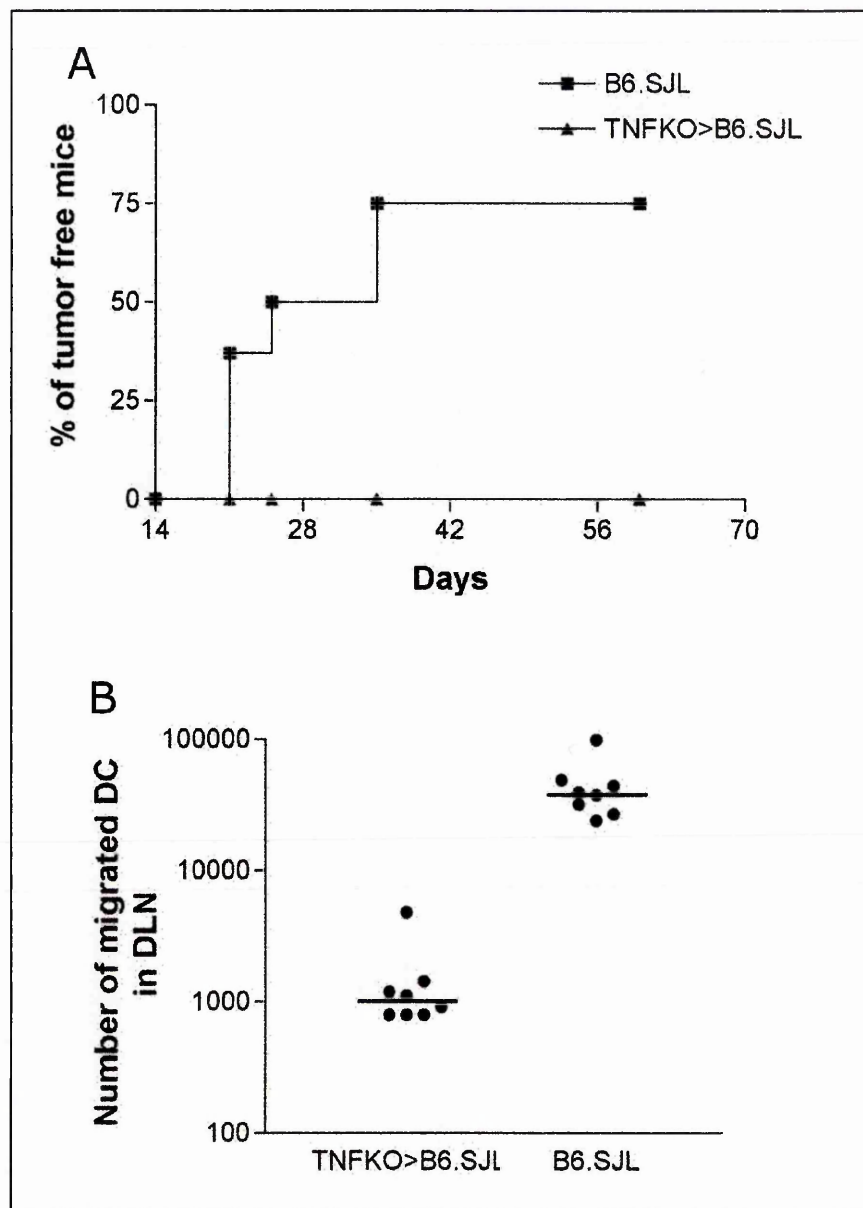 A
B6.SJL
TNFKO>B6.SJL
% of tumor free mice
100
75
50
25
0
14 28 42 56 70
Days
B
Number of migrated DC
in DLN
100000
10000
1000
100
TNFKO>B6.SJL B6.SJL